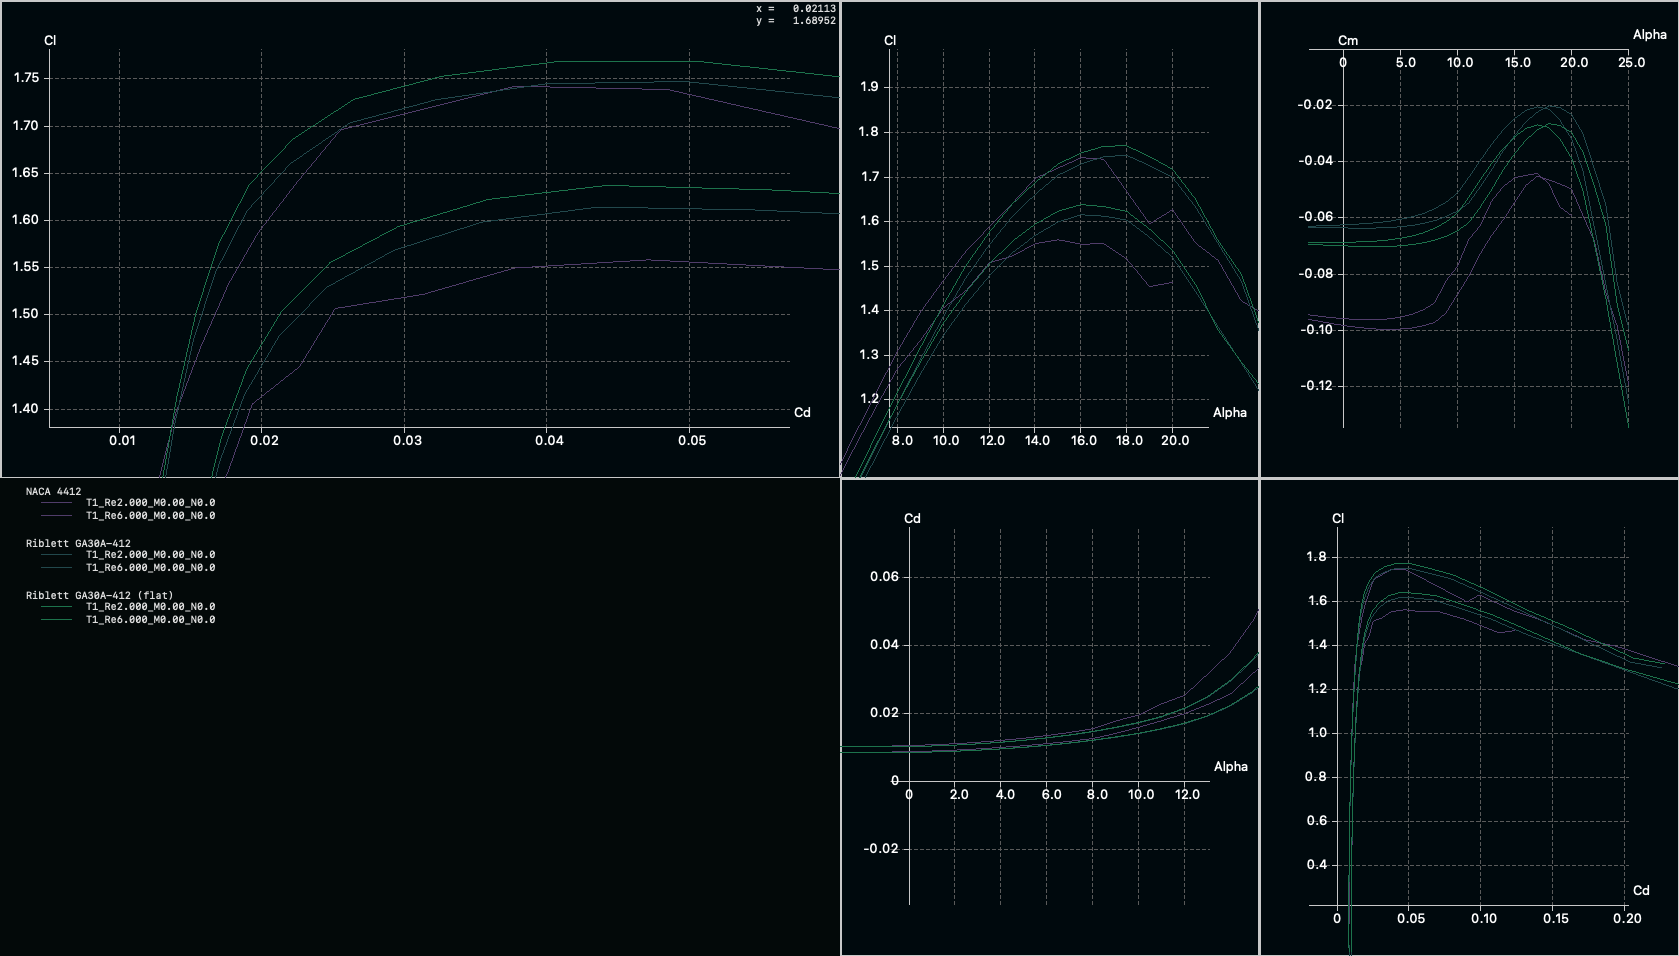 x = 0.02113
y = 1.68952
Cl
1.75
1.70
1.65
1.60
1.55
1.50
1.45
1.40
Cd
0.01 0.02 0.03 0.04 0.05
Cl
1.9
1.8
1.7
1.6
1.5
1.4
1.3
1.2
Alpha
8.0 10.0 12.0 14.0 16.0 18.0 20.0
Alpha
Cm
0 5.0 10.0 15.0 20.0 25.0
-0.02
-0.04
-0.06
-0.08
-0.10
-0.12
NACA 4412
T1_Re2.000_M0.00_N0.0
T1_Re6.000_M0.00_N0.0
Riblett GA30A-412
T1_Re2.000_M0.00_N0.0
T1_Re6.000_M0.00_N0.0
Riblett GA30A-412 (flat)
T1_Re2.000_M0.00_N0.0
T1_Re6.000_M0.00_N0.0
Cd
0.06
0.04
0.02
Alpha
0
0 2.0 4.0 6.0 8.0 10.0 12.0
-0.02
Cl
1.8
1.6
1.4
1.2
1.0
0.8
0.6
0.4
Cd
0 0.05 0.10 0.15 0.20